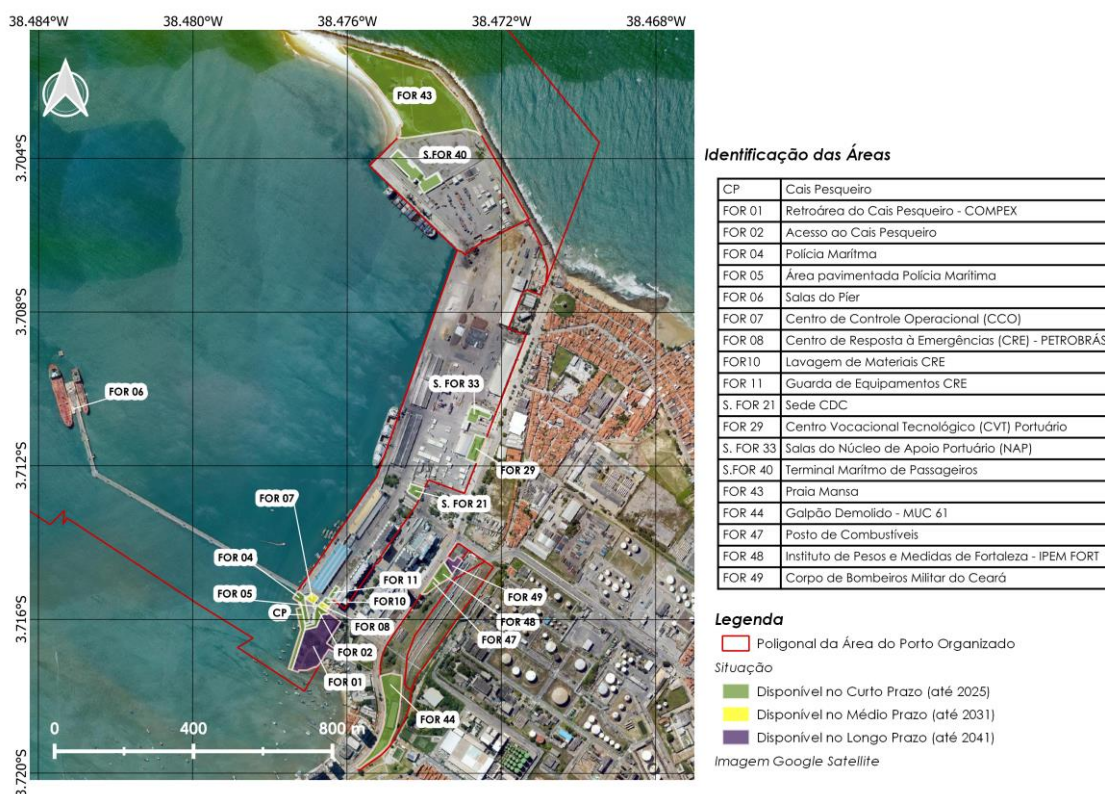 38.484°W 38.480°W 38.476°W 38.472°W 38.468°W
3.704°S
3.708°S
3.712°S
3.716°S
3.720°S
FOR 43
S.FOR 40
FOR 06
S. FOR 33
FOR 29
S. FOR 21
FOR 07
FOR 04
FOR 05
CP
FOR 11
FOR10
FOR 08
FOR 02
FOR 01
FOR 49
FOR 48
FOR 47
FOR 44
0 400 800 m
Identificação das Áreas
CP Cais Pesqueiro
FOR 01 Retroárea do Cais Pesqueiro - COMPEX
FOR 02 Acesso ao Cais Pesqueiro
FOR 04 Polícia Marítma
FOR 05 Área pavimentada Polícia Marítima
FOR 06 Salas do Píer
FOR 07 Centro de Controle Operacional (CCO)
FOR 08 Centro de Resposta à Emergências (CRE) - PETROBRÁS
FOR10 Lavagem de Materiais CRE
FOR 11 Guarda de Equipamentos CRE
S. FOR 21 Sede CDC
FOR 29 Centro Vocacional Tecnológico (CVT) Portuário
S. FOR 33 Salas do Núcleo de Apoio Portuário (NAP)
S.FOR 40 Terminal Marítmo de Passageiros
FOR 43 Praia Mansa
FOR 44 Galpão Demolido - MUC 61
FOR 47 Posto de Combustíveis
FOR 48 Instituto de Pesos e Medidas de Fortaleza - IPEM FORT
FOR 49 Corpo de Bombeiros Militar do Ceará
Legenda
Poligonal da Área do Porto Organizado
Situação
Disponível no Curto Prazo (até 2025)
Disponível no Médio Prazo (até 2031)
Disponível no Longo Prazo (até 2041)
Imagem Google Satellite